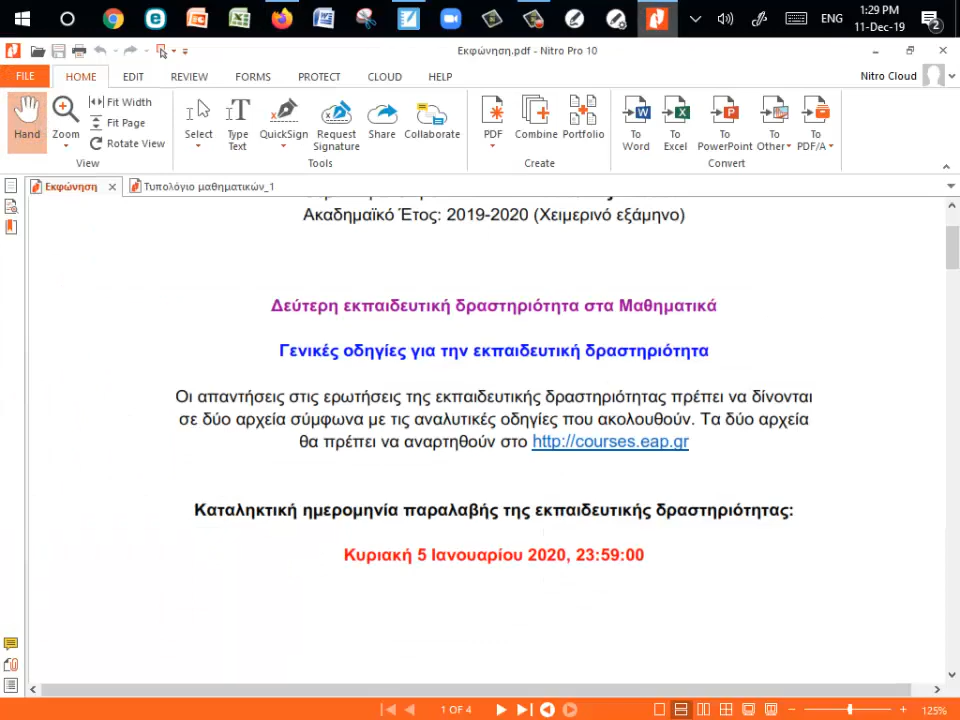 ENG
1:29 PM
11-Dec-19
2
Εκφώνηση.pdf - Nitro Pro 10
FILE HOME EDIT REVIEW FORMS PROTECT CLOUD HELP
Nitro Cloud
Hand
Zoom
Fit Width
Fit Page
Rotate View
View
Select
Type Text
QuickSign
Request Signature
Share
Collaborate
Tools
PDF
Combine
Portfolio
Create
To Word
To Excel
To PowerPoint
To Other
To PDF/A
Convert
Εκφώνηση
Τυπολόγιο μαθηματικών_1
Ακαδημαϊκό Έτος: 2019-2020 (Χειμερινό εξάμηνο)
Δεύτερη εκπαιδευτική δραστηριότητα στα Μαθηματικά
Γενικές οδηγίες για την εκπαιδευτική δραστηριότητα
Οι απαντήσεις στις ερωτήσεις της εκπαιδευτικής δραστηριότητας πρέπει να δίνονται
σε δύο αρχεία σύμφωνα με τις αναλυτικές οδηγίες που ακολουθούν. Τα δύο αρχεία
θα πρέπει να αναρτηθούν στο http://courses.eap.gr
Καταληκτική ημερομηνία παραλαβής της εκπαιδευτικής δραστηριότητας:
Κυριακή 5 Ιανουαρίου 2020, 23:59:00
1 OF 4
125%